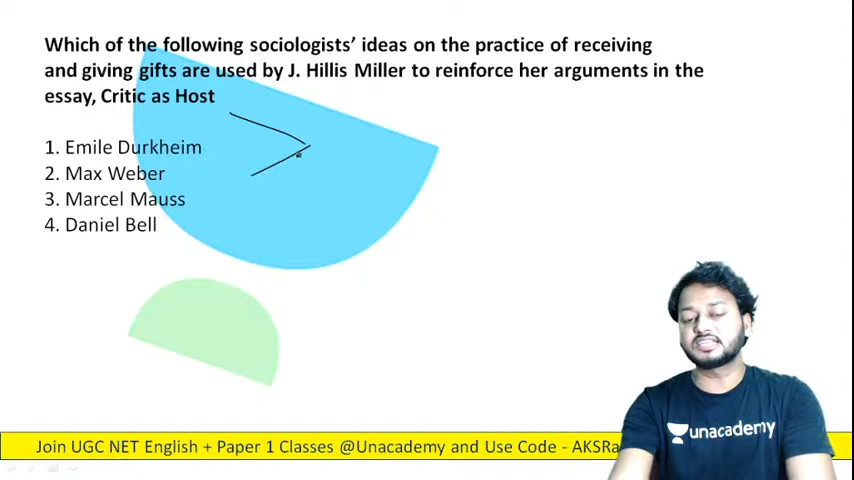 Which of the following sociologists’ ideas on the practice of receiving
and giving gifts are used by J. Hillis Miller to reinforce her arguments in the
essay, Critic as Host
1. Emile Durkheim
2. Max Weber
3. Marcel Mauss
4. Daniel Bell
unacademy
Join UGC NET English + Paper 1 Classes @Unacademy and Use Code - AKSRa